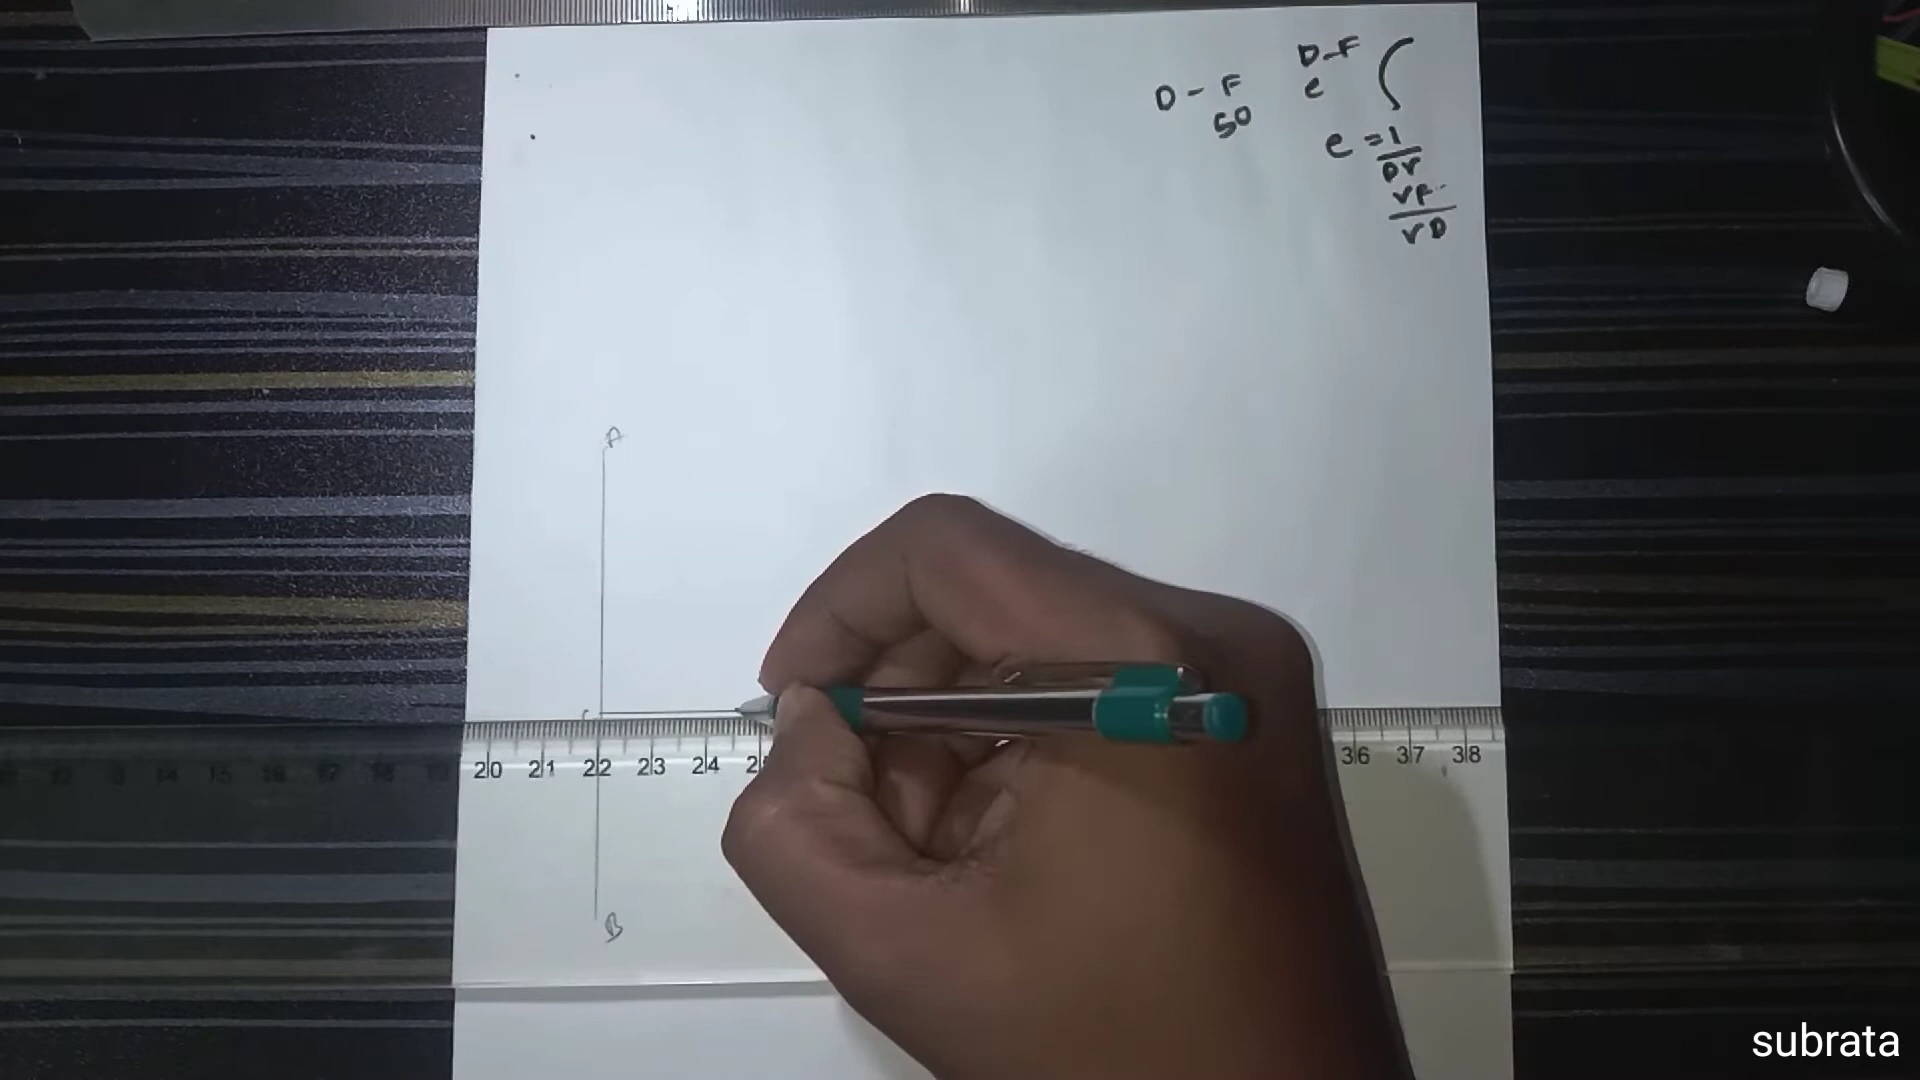 D-F
D - F
e
50
e = 1
DV
VF
VD
A
C
20 21 22 23 24 36 37 38
B
subrata